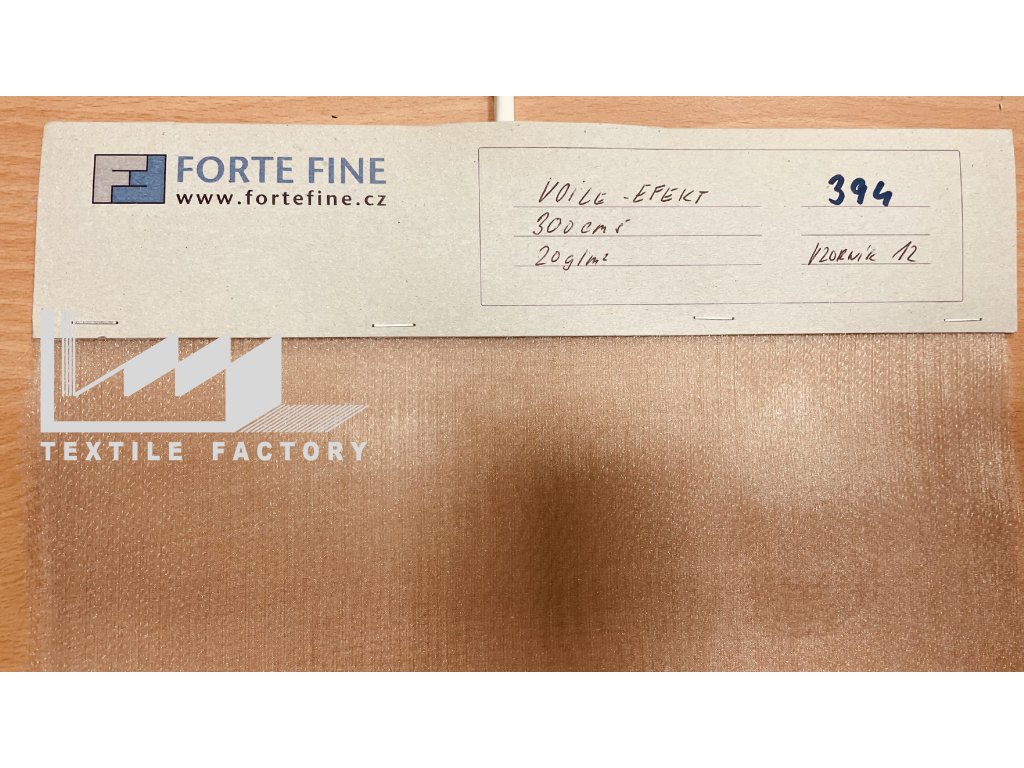 FORTE FINE
www.fortefine.cz
VOILE - EFEKT
394
300cm š
20g/m²
VZORNÍK 12
TEXTILE FACTORY